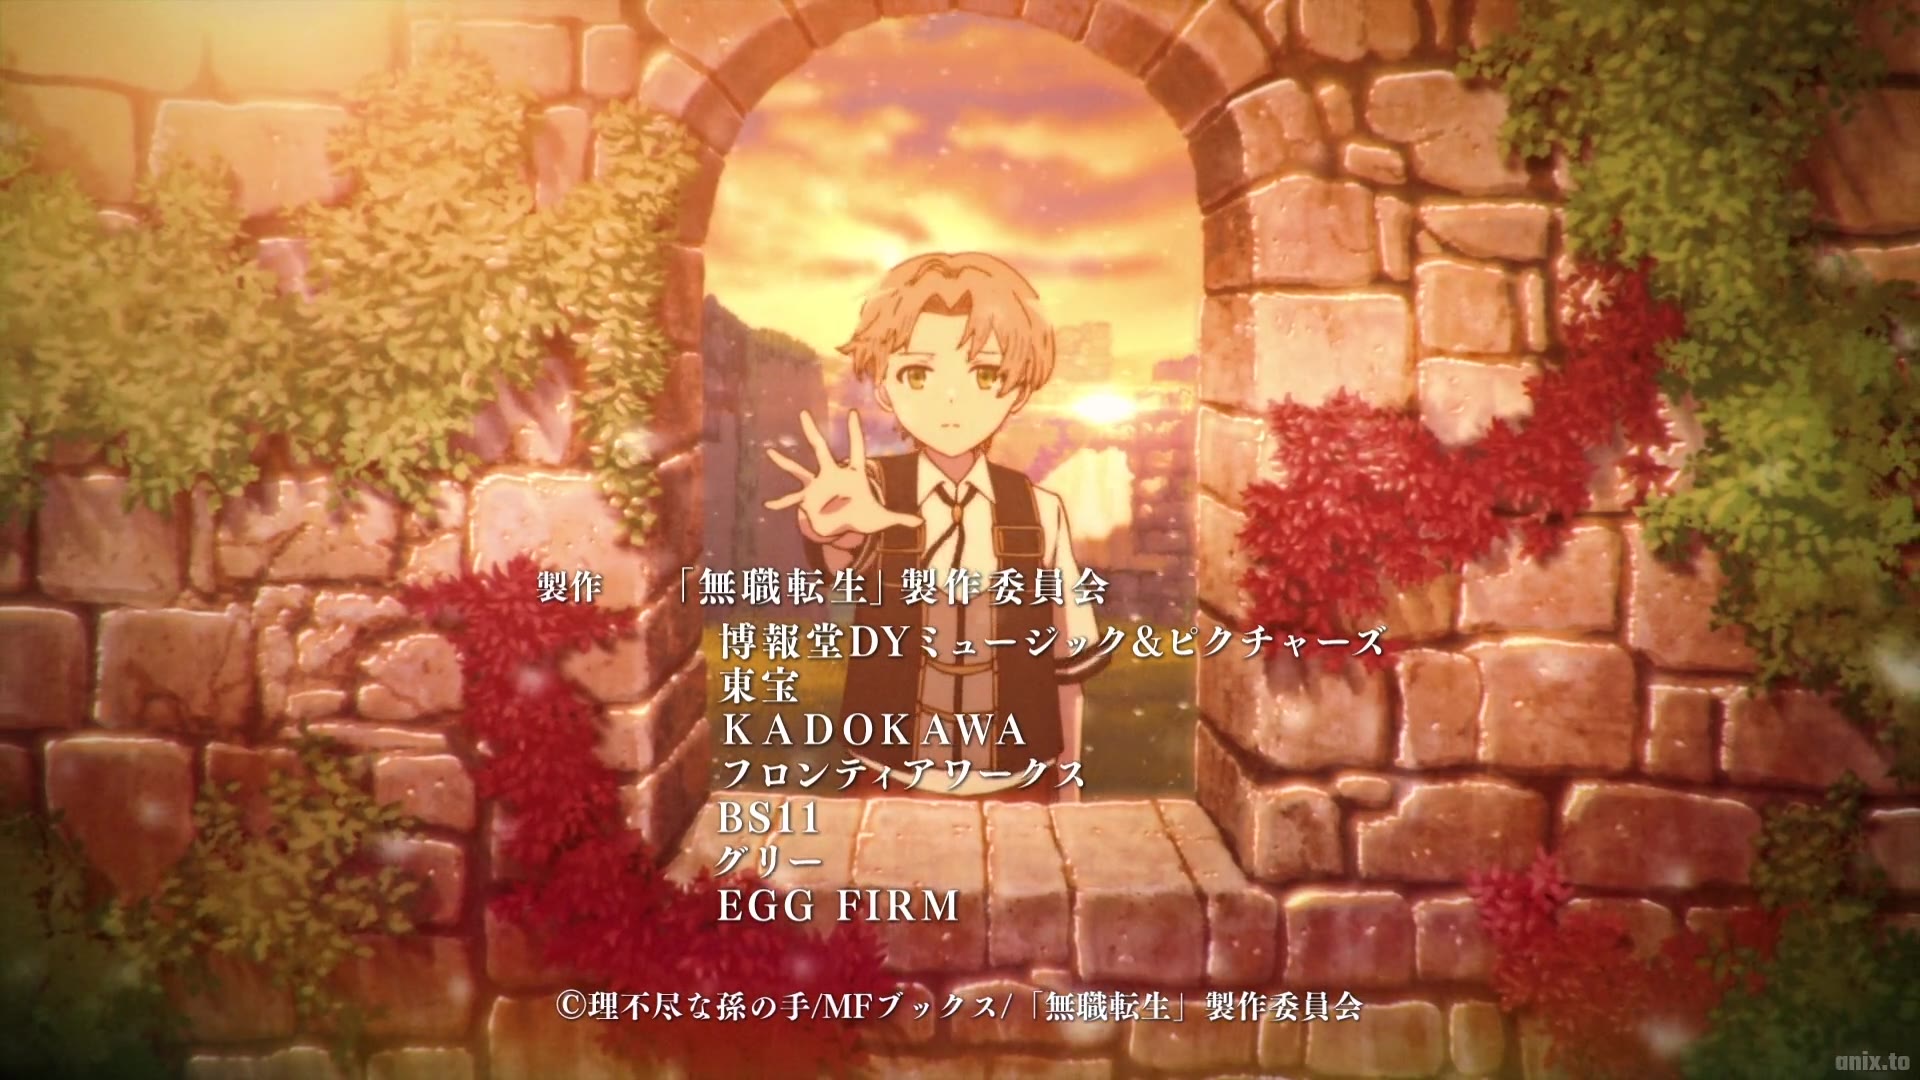 製作 「無職転生」製作委員会
博報堂DYミュージック&ピクチャーズ
東宝
KADOKAWA
フロンティアワークス
BS11
グリー
EGG FIRM
©理不尽な孫の手/MFブックス/「無職転生」製作委員会
anix.to